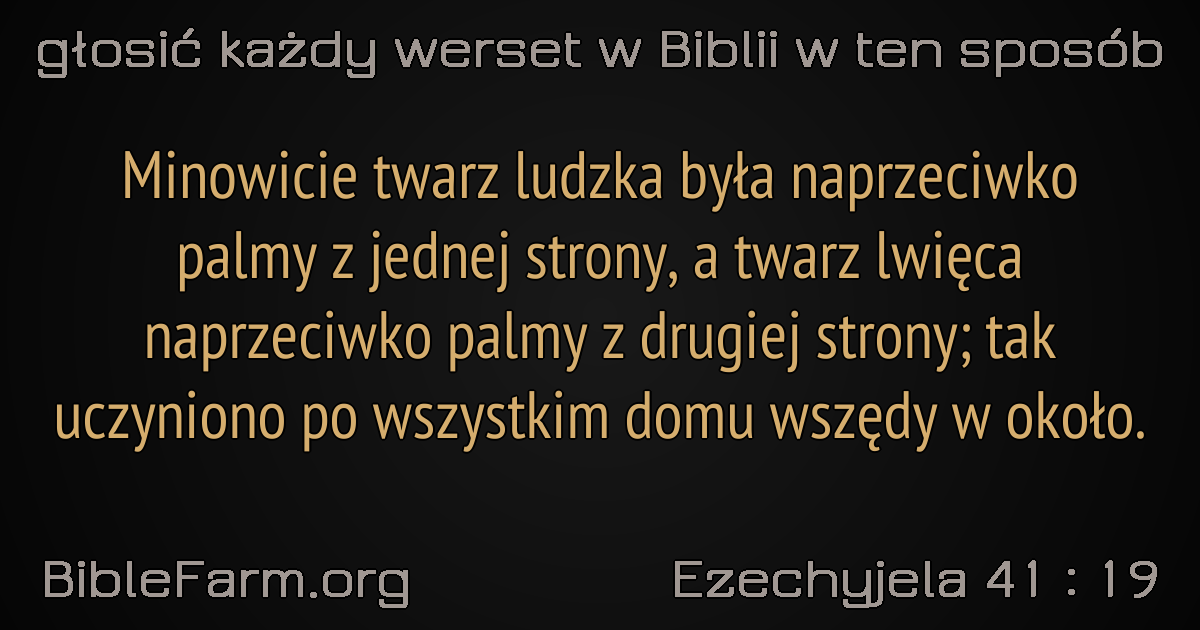 głosić każdy werset w Biblii w ten sposób
Minowicie twarz ludzka była naprzeciwko
palmy z jednej strony, a twarz lwięca
naprzeciwko palmy z drugiej strony; tak
uczyniono po wszystkim domu wszędy w około.
BibleFarm.org
Ezechyjela 41 : 19